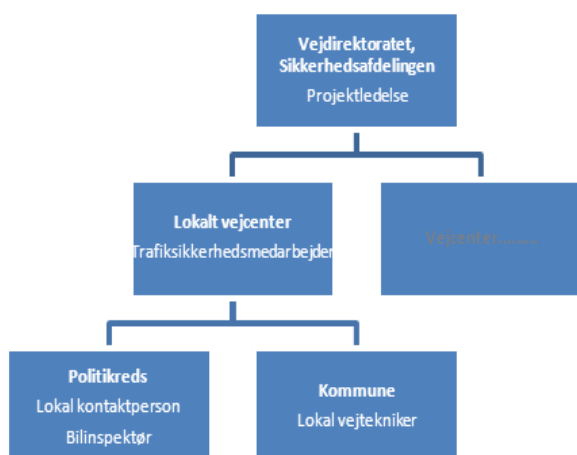 Vejdirektoratet,
Sikkerhedsafdelingen
Projektledelse
Lokalt vejcenter
Trafiksikkerhedsmedarbejder
Vejcenter.........
Politikreds
Lokal kontaktperson
Bilinspektør
Kommune
Lokal vejtekniker